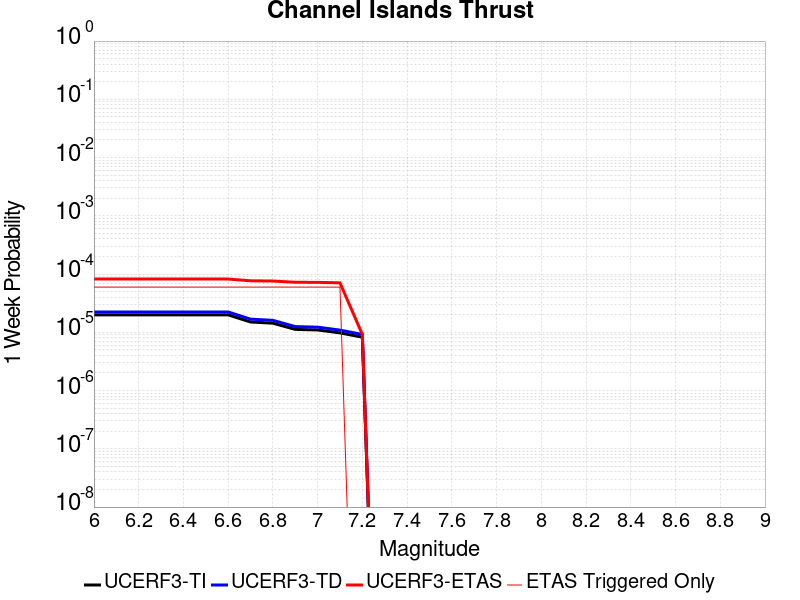 Channel Islands Thrust
10^0
10^-1
10^-2
10^-3
10^-4
10^-5
10^-6
10^-7
10^-8
1 Week Probability
6 6.2 6.4 6.6 6.8 7 7.2 7.4 7.6 7.8 8 8.2 8.4 8.6 8.8 9
Magnitude
UCERF3-TI UCERF3-TD UCERF3-ETAS ETAS Triggered Only